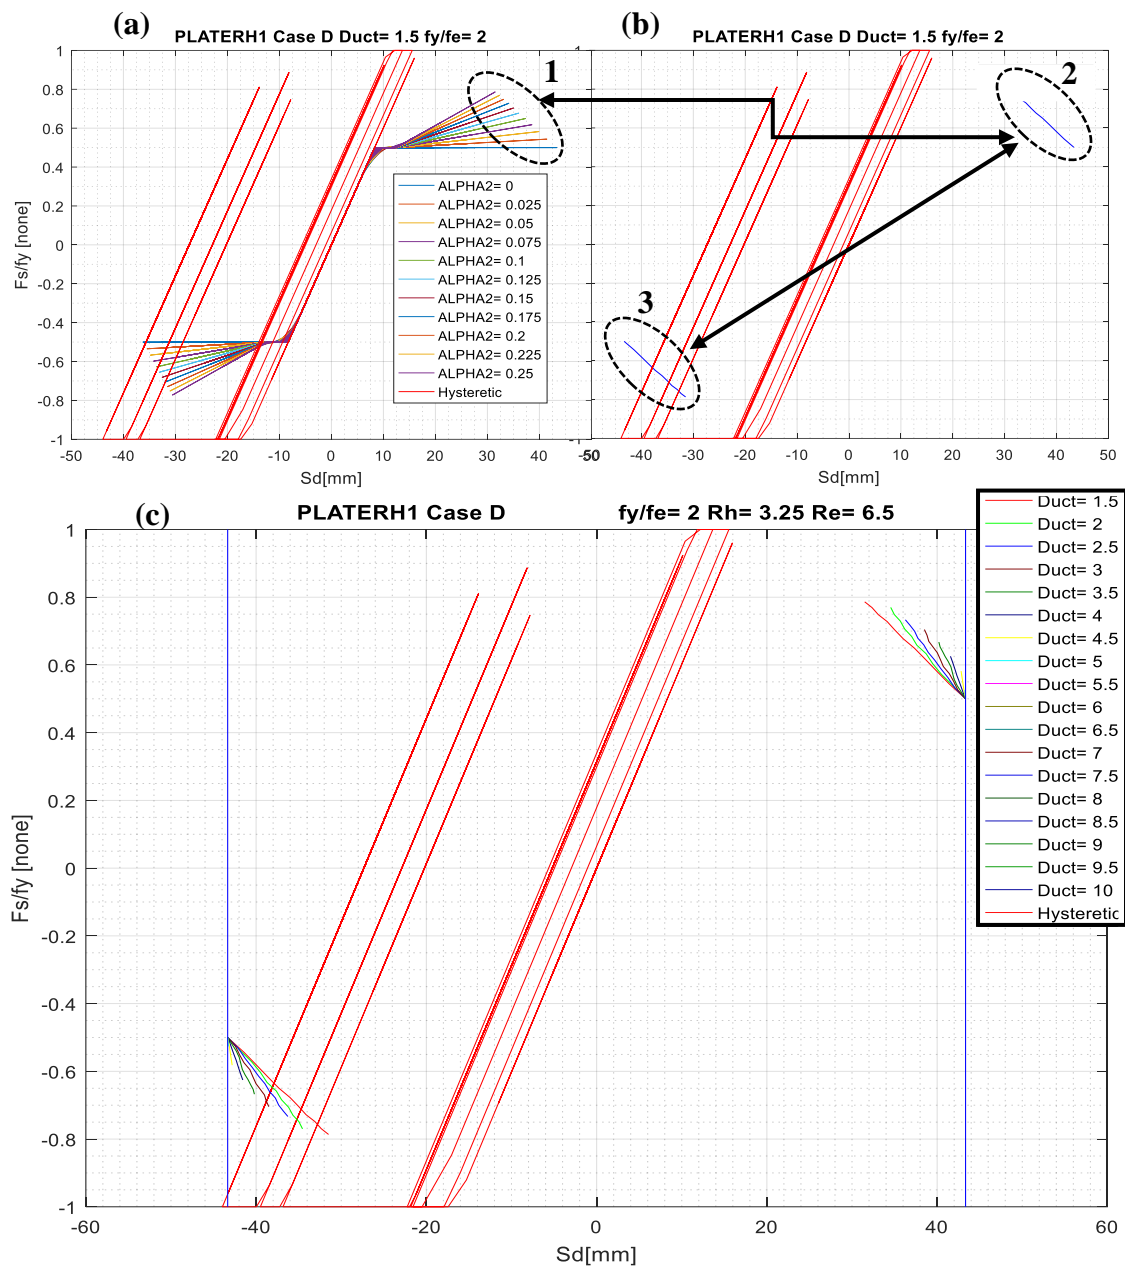 (a)
(b)
PLATERH1 Case D Duct= 1.5 fy/fe= 2
PLATERH1 Case D Duct= 1.5 fy/fe= 2
1
0.8
0.6
0.4
0.2
0
-0.2
-0.4
-0.6
-0.8
-1
Fs/fy [none]
-50 -40 -30 -20 -10 0 10 20 30 40
Sd[mm]
1
ALPHA2= 0
ALPHA2= 0.025
ALPHA2= 0.05
ALPHA2= 0.075
ALPHA2= 0.1
ALPHA2= 0.125
ALPHA2= 0.15
ALPHA2= 0.175
ALPHA2= 0.2
ALPHA2= 0.225
ALPHA2= 0.25
Hysteretic
2
3
-40 -30 -20 -10 0 10 20 30 40 50
Sd[mm]
(c)
PLATERH1 Case D fy/fe= 2 Rh= 3.25 Re= 6.5
1
0.8
0.6
0.4
0.2
0
-0.2
-0.4
-0.6
-0.8
-1
Fs/fy [none]
-60 -40 -20 0 20 40 60
Sd[mm]
Duct= 1.5
Duct= 2
Duct= 2.5
Duct= 3
Duct= 3.5
Duct= 4
Duct= 4.5
Duct= 5
Duct= 5.5
Duct= 6
Duct= 6.5
Duct= 7
Duct= 7.5
Duct= 8
Duct= 8.5
Duct= 9
Duct= 9.5
Duct= 10
Hysteretic